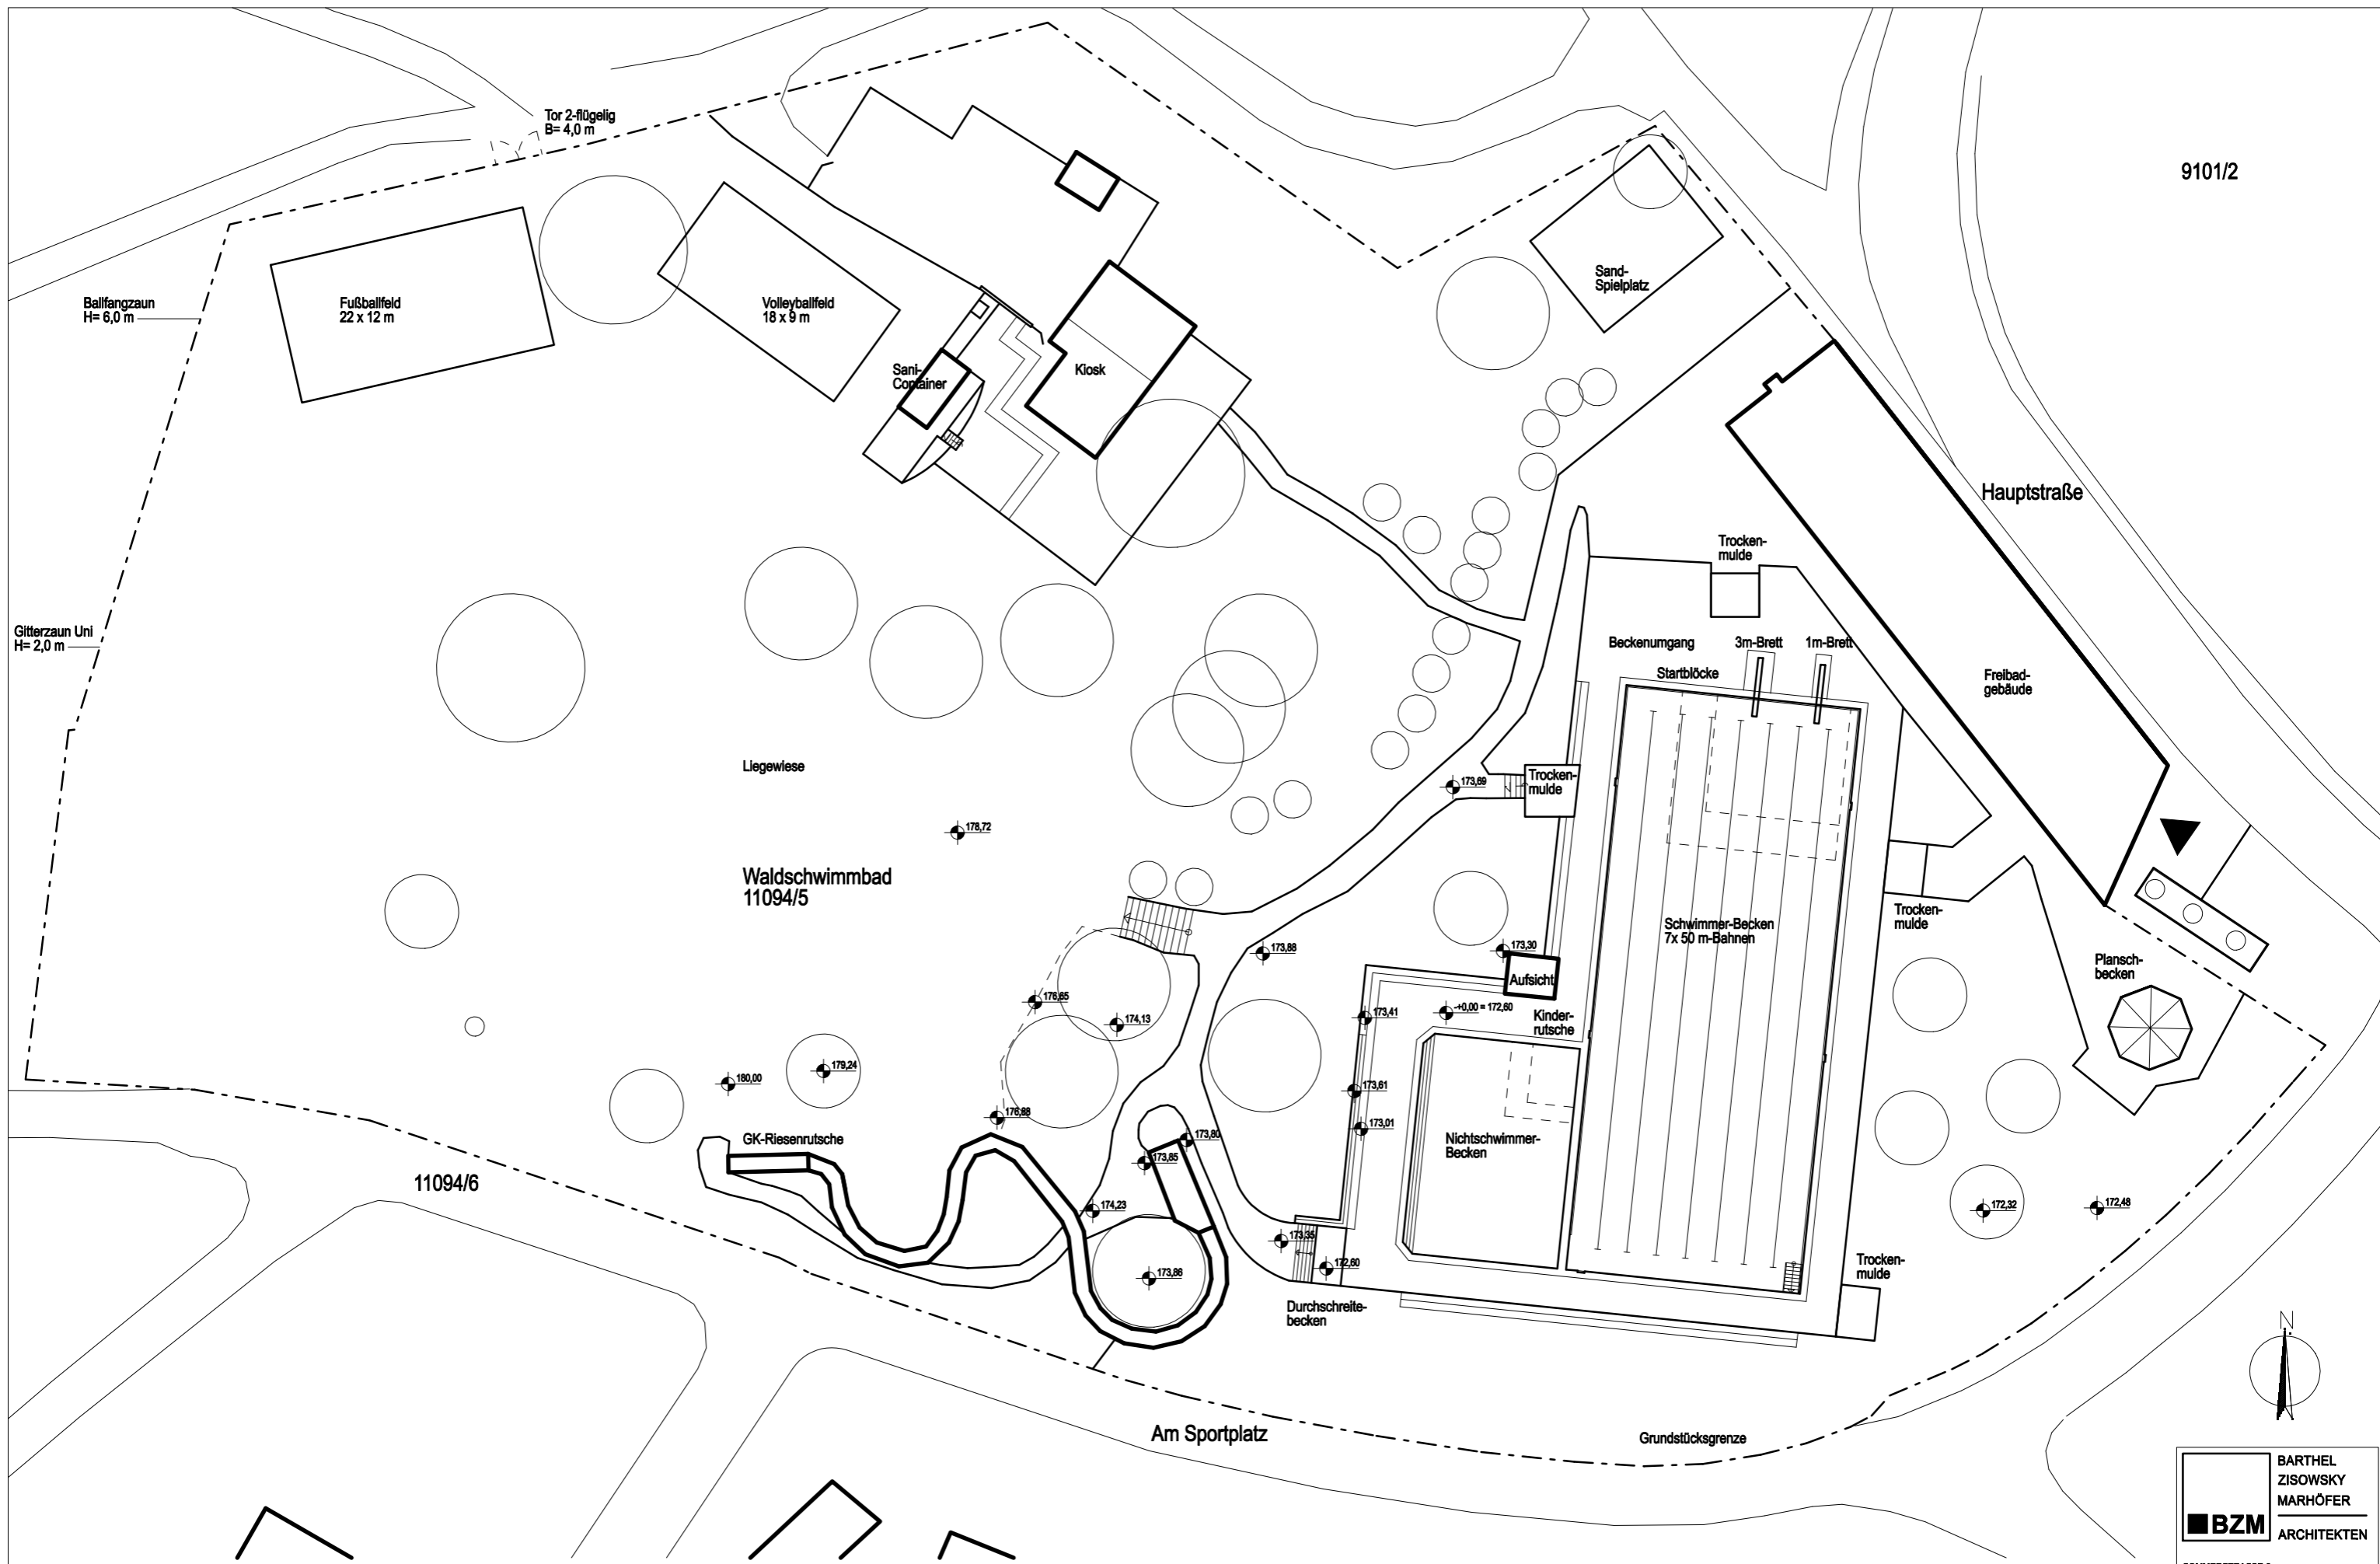 Tor 2-flügelig
B= 4,0 m
9101/2
Ballfangzaun
H= 6,0 m
Fußballfeld
22 x 12 m
Volleyballfeld
18 x 9 m
Sand-
Spielplatz
Sani-
Container
Kiosk
Hauptstraße
Trocken-
mulde
Gitterzaun Uni
H= 2,0 m
Beckenumgang
3m-Brett
1m-Brett
Startblöcke
Freibad-
gebäude
Liegewiese
173,69
Trocken-
mulde
178,72
Waldschwimmbad
11094/5
Schwimmer-Becken
7x 50 m-Bahnen
Trocken-
mulde
173,88
173,30
Aufsicht
Plansch-
becken
176,65
174,13
173,41
+0,00 = 172,60
Kinder-
rutsche
179,24
180,00
173,61
176,88
173,01
GK-Riesenrutsche
173,80
Nichtschwimmer-
Becken
173,85
11094/6
174,23
172,32
172,48
173,35
172,60
173,86
Trocken-
mulde
Durchschreite-
becken
N
Am Sportplatz
Grundstücksgrenze
BARTHEL
ZISOWSKY
MARHÖFER
BZM
ARCHITEKTEN